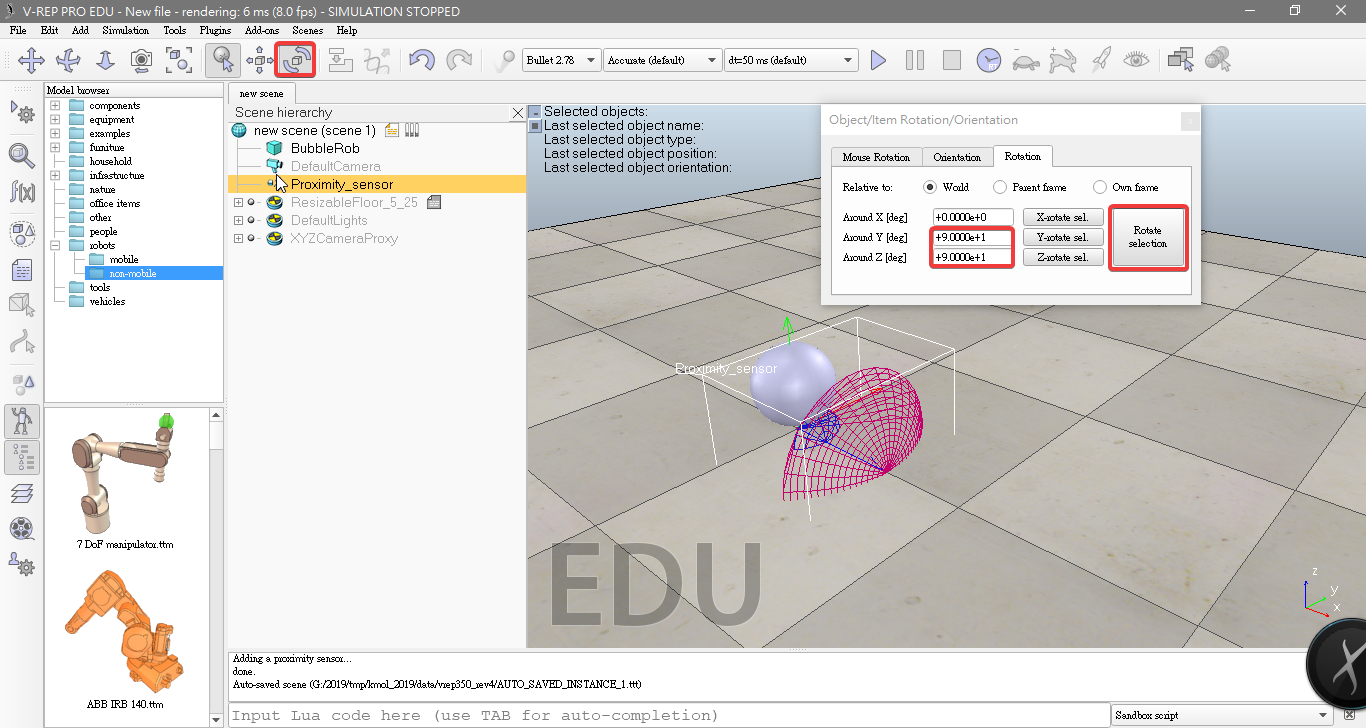 V-REP PRO EDU - New file - rendering: 6 ms (8.0 fps) - SIMULATION STOPPED
File Edit Add Simulation Tools Plugins Add-ons Scenes Help
Bullet 2.78 Accurate (default) dt=50 ms (default)
RT
Model browser
components
equipment
examples
furniture
household
infrastructure
nature
office items
other
people
robots
mobile
non-mobile
tools
vehicles
7 DoF manipulator.ttm
ABB IRB 140.ttm
f(x)
new scene
Scene hierarchy
new scene (scene 1)
BubbleRob
DefaultCamera
Proximity_sensor
ResizableFloor_5_25
DefaultLights
XYZCameraProxy
Selected objects:
Last selected object name:
Last selected object type:
Last selected object position:
Last selected object orientation:
Object/Item Rotation/Orientation
Mouse Rotation Orientation Rotation
Relative to: World Parent frame Own frame
Around X [deg] +0.0000e+0 X-rotate sel.
Around Y [deg] +9.0000e+1 Y-rotate sel.
Around Z [deg] +9.0000e+1 Z-rotate sel.
Rotate
selection
Proximity_sensor
EDU
z
y
x
Adding a proximity sensor...
done.
Auto-saved scene (G:/2019/tmp/kmol_2019/data/vrep350_rev4/AUTO_SAVED_INSTANCE_1.ttt)
Input Lua code here (use TAB for auto-completion)
Sandbox script